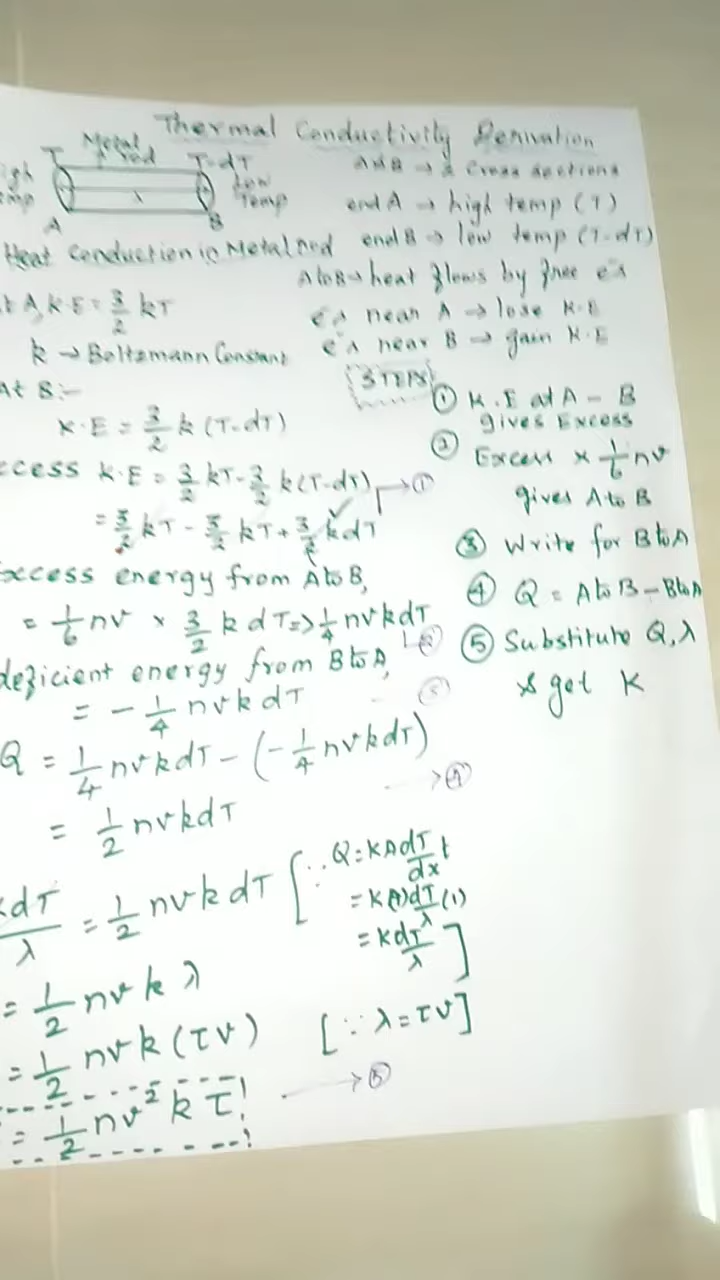 Thermal Conductivity Derivation
Metal rod
T
T-dT
Low Temp
A
B
A & B → 2 cross sections
end A → high temp (T)
end B → low temp (T-dT)
A to B → heat flows by free e⁻s
e⁻s near A → lose K.E
e⁻s near B → gain K.E
Heat Conduction in Metal rod
A, K.E = 3/2 kT
k → Boltzmann Constant
At B:-
K.E = 3/2 k (T-dT)
K.E = 3/2 kT - 3/2 k(T-dT) → ①
= 3/2 kT - 3/2 kT + 3/2 kdT
Excess energy from A to B,
= 1/6 nv × 3/2 k dT => 1/4 nvkdT ②
deficient energy from B to A,
= - 1/4 nvkdT ③
Q = 1/4 nvkdT - (- 1/4 nvkdT)
= 1/2 nvkdT → ④
dT/λ = 1/2 nvkdT [∵ Q = KA dT/dx t
= K(1) dT/λ (1)
= K dT/λ ]
= 1/2 nvkλ
= 1/2 nvk(τv) [∵ λ = τv]
= 1/2 nv² k τ → ⑤
STEPS
① K.E at A - B
gives Excess
② Excess × 1/6 nv
gives A to B
③ Write for B to A
④ Q = A to B - B to A
⑤ Substitute Q, λ
& get K